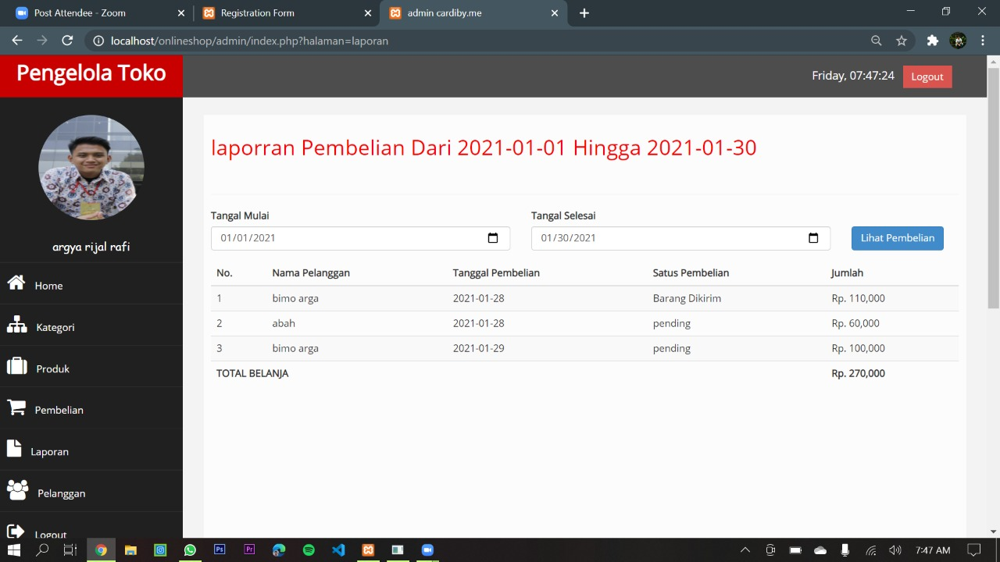 Post Attendee - Zoom
Registration Form
admin cardiby.me
localhost/onlineshop/admin/index.php?halaman=laporan
Pengelola Toko
Friday, 07:47:24
Logout
argya rijal rafi
Home
Kategori
Produk
Pembelian
Laporan
Pelanggan
Logout
laporran Pembelian Dari 2021-01-01 Hingga 2021-01-30
Tangal Mulai
Tangal Selesai
01/01/2021
01/30/2021
Lihat Pembelian
No. Nama Pelanggan Tanggal Pembelian Satus Pembelian Jumlah
1 bimo arga 2021-01-28 Barang Dikirim Rp. 110,000
2 abah 2021-01-28 pending Rp. 60,000
3 bimo arga 2021-01-29 pending Rp. 100,000
TOTAL BELANJA Rp. 270,000
Ps
Pr
7:47 AM